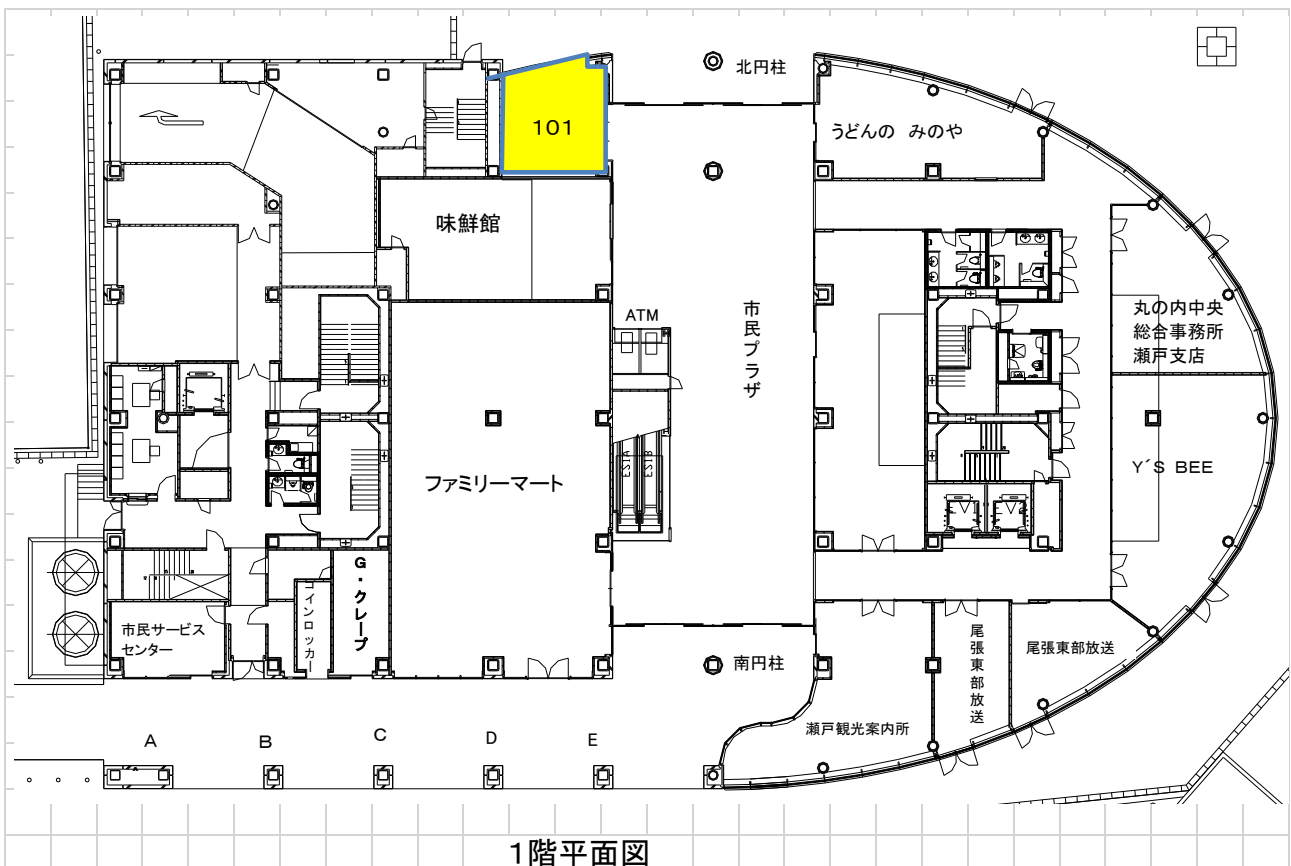 北円柱
101
うどんの みのや
味鮮館
丸の内中央
総合事務所
瀬戸支店
ATM
市民プラザ
ES1A
ES1B
ファミリーマート
Y´S BEE
G・クレープ
コインロッカー
市民サービス
センター
南円柱
尾張東部放送
尾張東部放送
瀬戸観光案内所
A
B
C
D
E
1階平面図